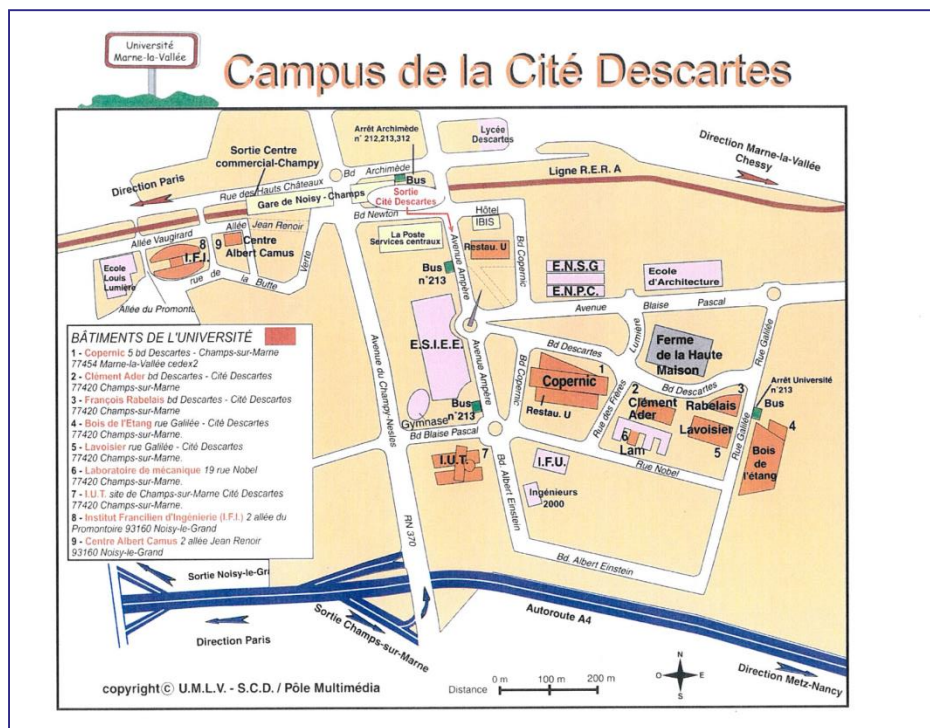 Université
Marne-la-Vallée
Campus de la Cité Descartes
Arrêt Archimède
n° 212,213,312
Lycée
Descartes
Sortie Centre
commercial-Champy
Direction Marne-la-Vallée
Chessy
Direction Paris
Rue des Hauts Châteaux
Bd
Archimède
Bus
Ligne R.E.R. A
Gare de Noisy - Champs
Sortie
Cité Descartes
Bd Newton
Allée Vaugirard
Allée
Jean Renoir
8
I.F.I.
9
Centre
Albert Camus
Ecole
Louis
Lumière
Allée du Promont
rue de la Butte
Verte
La Poste
Services centraux
Avenue Ampère
Hôtel
IBIS
Restau. U
Bd Copernic
Bus
n°213
E.N.S.G
E.N.P.C.
Ecole
d'Architecture
Avenue Blaise Pascal
E.S.I.E.E.
Avenue Ampère
Avenue du Champy-Nesles
Bd Descartes
Lumière
Ferme
de la Haute
Maison
Rue Galilée
BÂTIMENTS DE L'UNIVERSITÉ
1 - Copernic 5 bd Descartes - Champs-sur-Marne
77454 Marne-la-Vallée cedex2
2 - Clément Ader bd Descartes - Cité Descartes
77420 Champs-sur-Marne
3 - François Rabelais bd Descartes - Cité Descartes
77420 Champs-sur-Marne
4 - Bois de l'Etang rue Galilée - Cité Descartes
77420 Champs-sur-Marne.
5 - Lavoisier rue Galilée - Cité Descartes
77420 Champs-sur-Marne.
6 - Laboratoire de mécanique 19 rue Nobel
77420 Champs-sur-Marne.
7 - I.U.T. site de Champs-sur-Marne Cité Descartes
77420 Champs-sur-Marne.
8 - Institut Francilien d'Ingénierie (I.F.I.) 2 allée du
Promontoire 93160 Noisy-le-Grand
9 - Centre Albert Camus 2 allée Jean Renoir
93160 Noisy-le-Grand
Bd Copernic
1
Copernic
Restau. U
Rue des Frères
Bd Descartes
2
Clément
Ader
3
Rabelais
Lavoisier
5
6
Lam
Arrêt Université
n°213
Bus
Rue Galilée
4
Bois
de
l'étang
Bus
n°213
Gymnase
Bd Blaise Pascal
I.U.T.
7
Rue Nobel
I.F.U.
Ingénieurs
2000
Bd. Albert Einstein
Bd. Albert Einstein
RN 370
Sortie Noisy-le-Gr
Direction Paris
Sortie Champs-sur-Marne
Autoroute A4
Direction Metz-Nancy
copyright© U.M.L.V. - S.C.D. / Pôle Multimédia
Distance
0 m
100 m
200 m
N
O
E
S